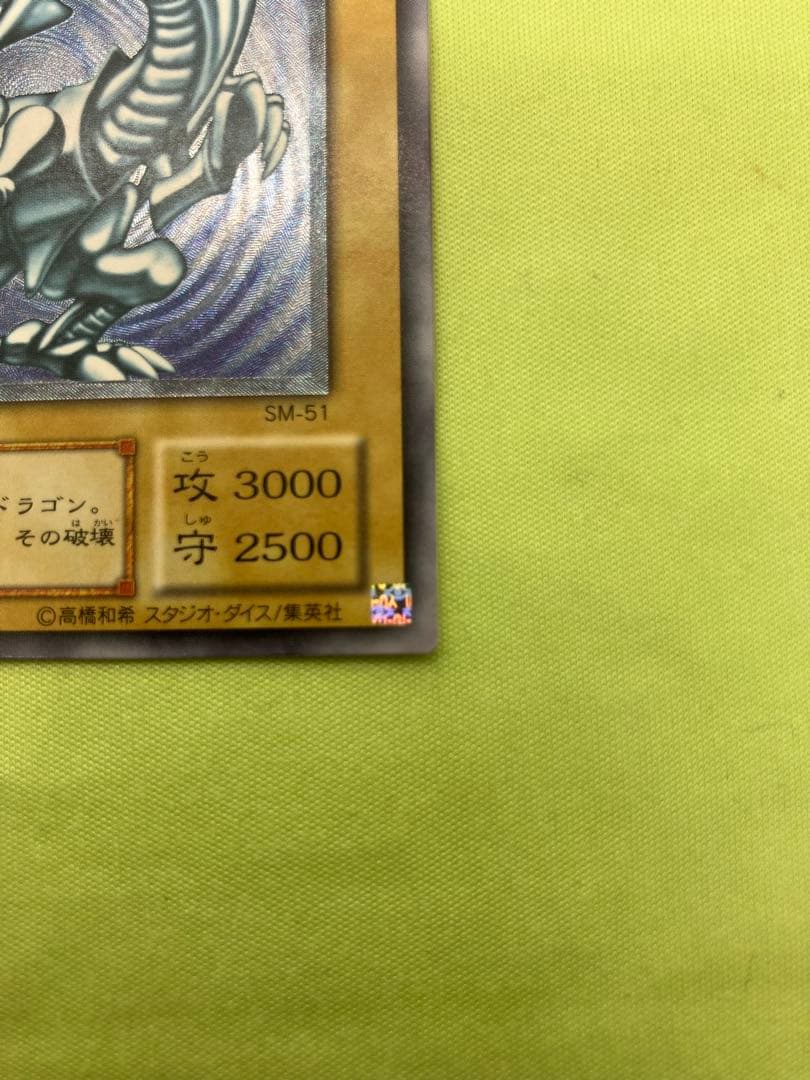 SM-51
こう
攻 3000
しゅ
守 2500
ドラゴン。
は かい
その破壊
©高橋和希 スタジオ・ダイス/集英社